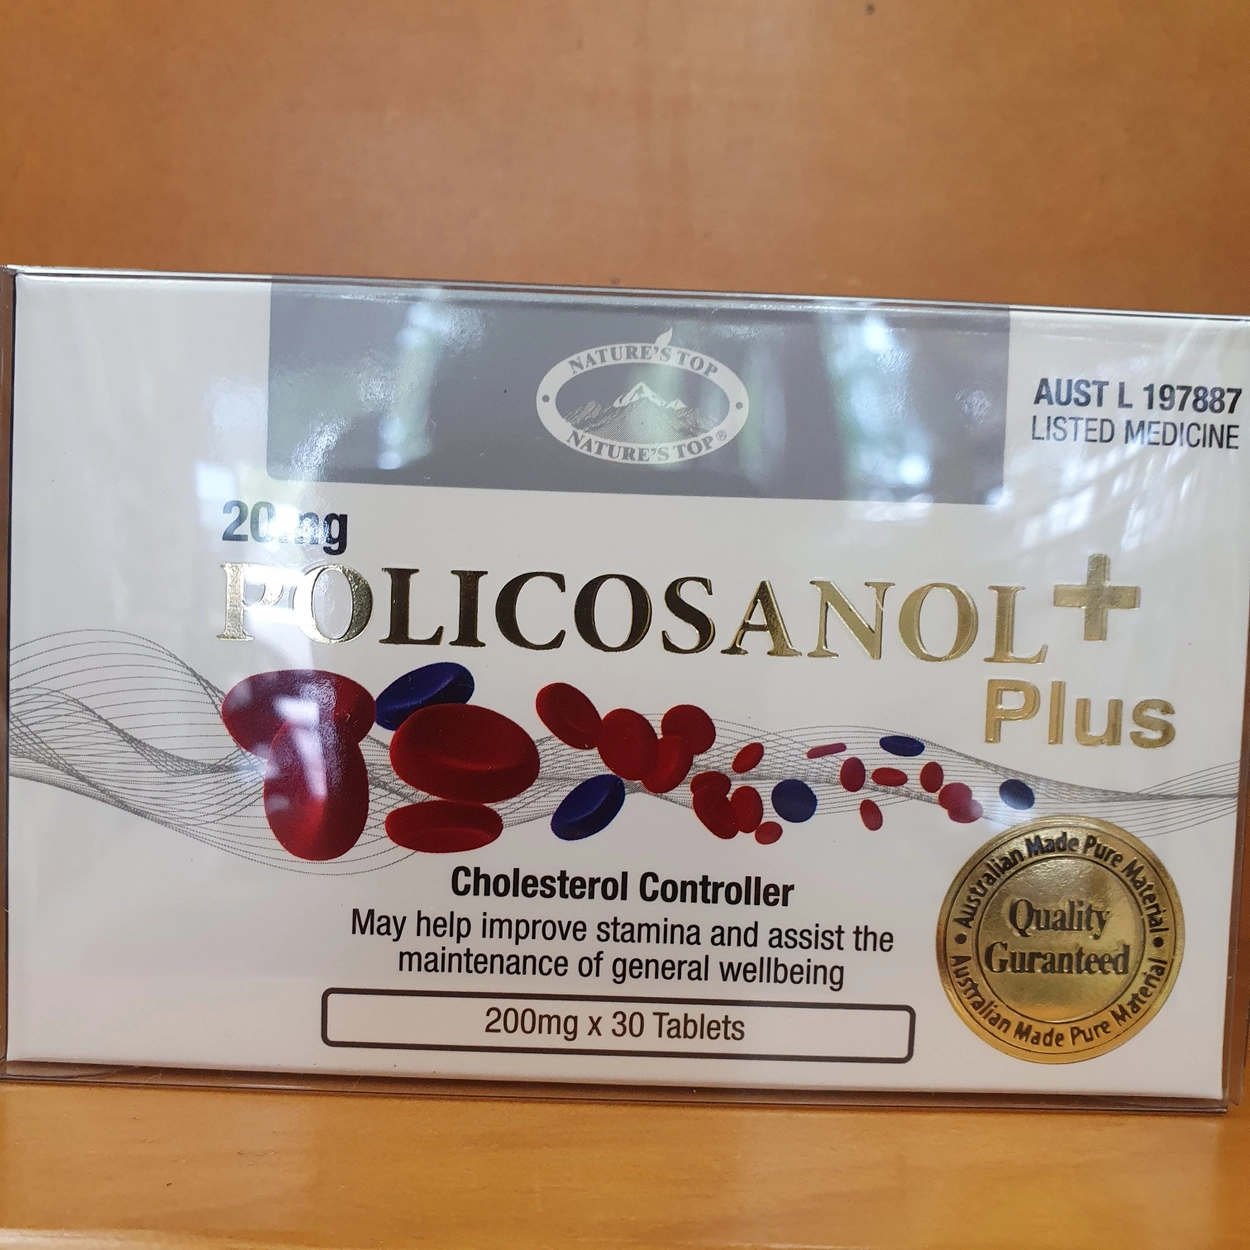 NATURE'S TOP
NATURE'S TOP®
AUST L 197887
LISTED MEDICINE
20mg
POLICOSANOL+
Plus
Cholesterol Controller
May help improve stamina and assist the
maintenance of general wellbeing
200mg x 30 Tablets
Australian Made Pure Material
Quality
Guranteed
Australian Made Pure Material